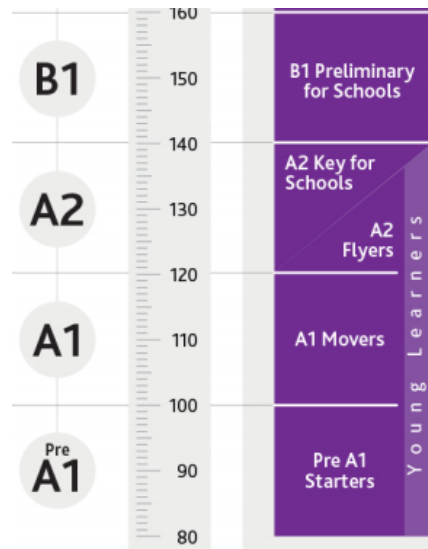 160
B1
150
B1 Preliminary
for Schools
140
A2 Key for
Schools
A2
130
A2
Flyers
120
A1
110
A1 Movers
100
Pre
A1
90
Pre A1
Starters
80
Young Learners